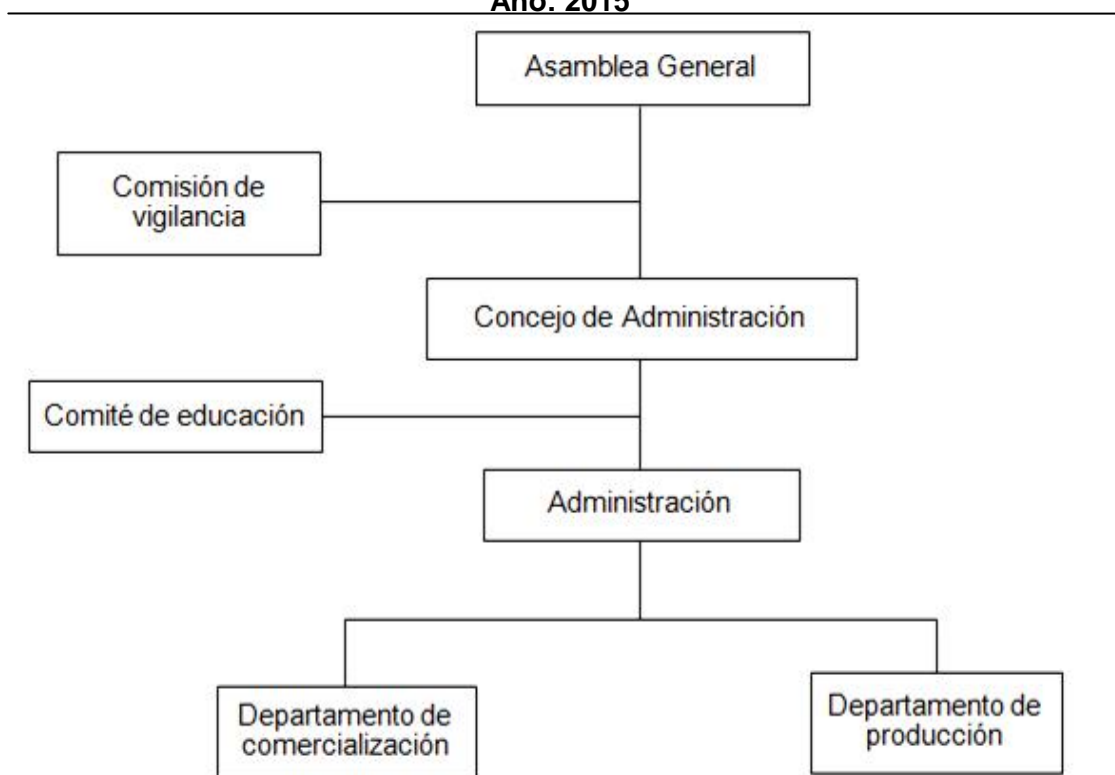 Año: 2015
Asamblea General
Comisión de
vigilancia
Concejo de Administración
Comité de educación
Administración
Departamento de
comercialización
Departamento de
producción